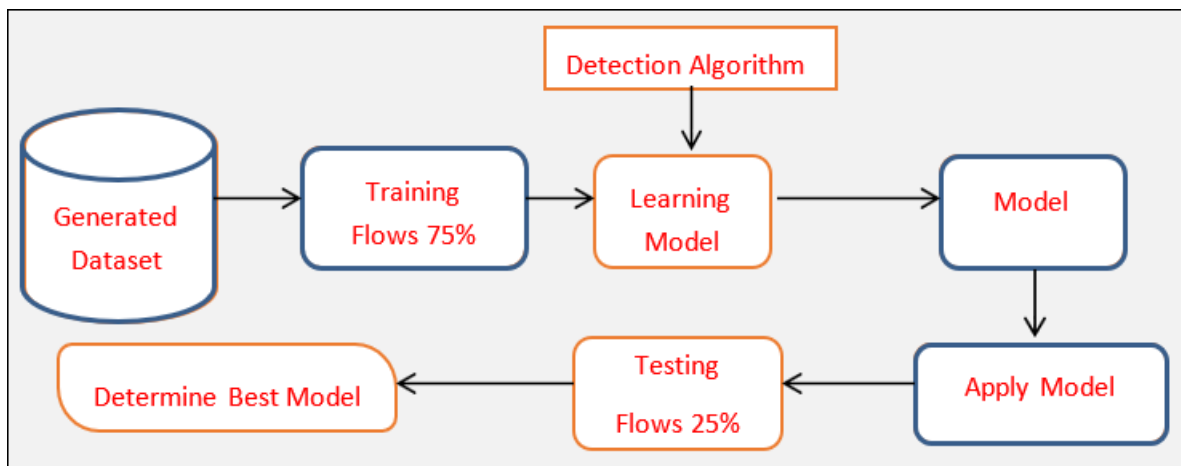 Detection Algorithm
Generated
Dataset
Training
Flows 75%
Learning
Model
Model
Determine Best Model
Testing
Flows 25%
Apply Model